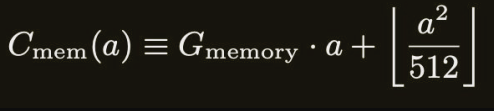 C_mem(a) ≡ G_memory · a + ⌊a²/512⌋